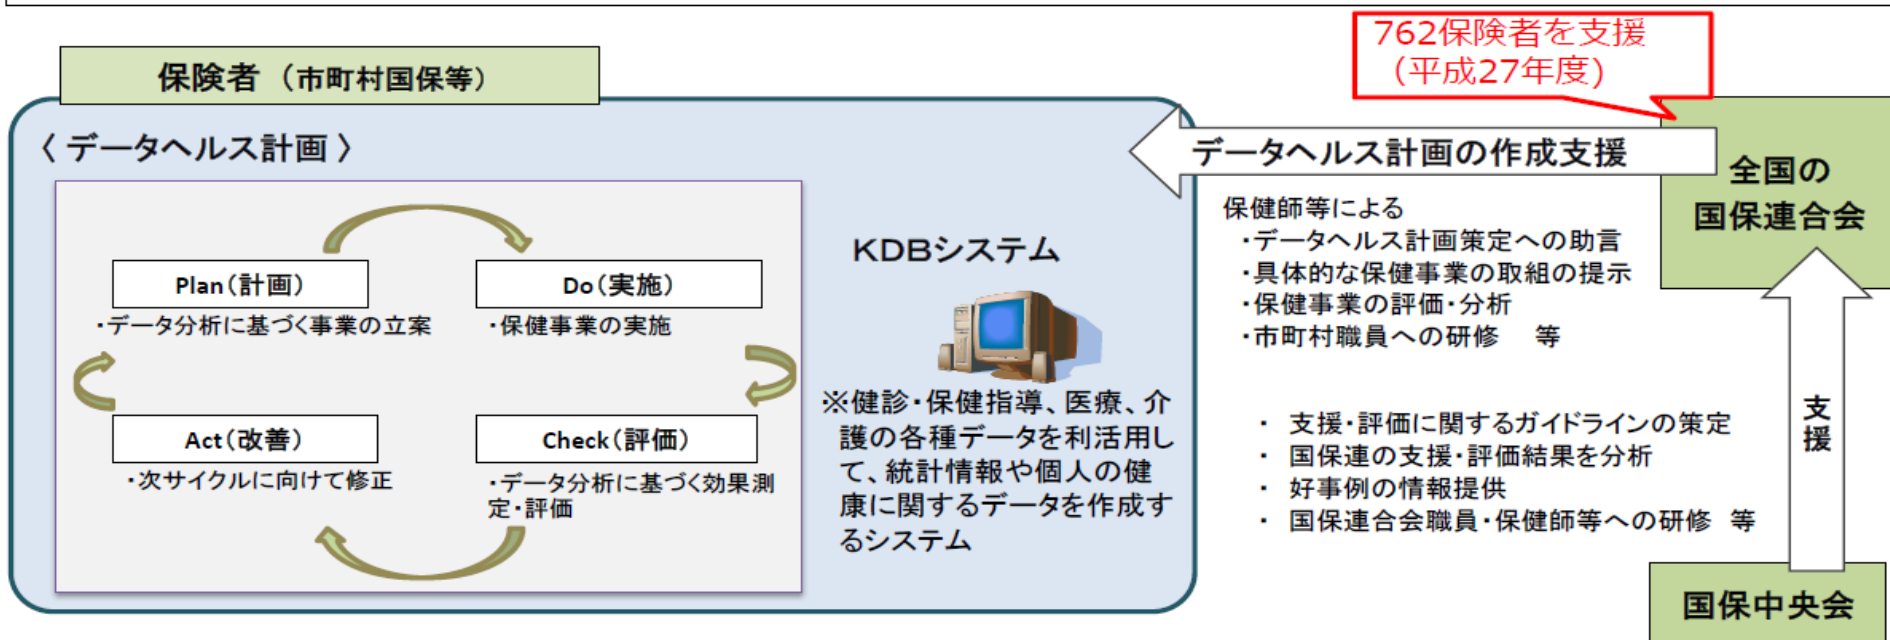 762保険者を支援
(平成27年度)
保険者（市町村国保等）
〈 データヘルス計画 〉
データヘルス計画の作成支援
全国の
国保連合会
保健師等による
・データヘルス計画策定への助言
・具体的な保健事業の取組の提示
・保健事業の評価・分析
・市町村職員への研修　等
KDBシステム
Plan(計画)
・データ分析に基づく事業の立案
Do(実施)
・保健事業の実施
Act(改善)
・次サイクルに向けて修正
Check(評価)
・データ分析に基づく効果測
定・評価
※健診・保健指導、医療、介
護の各種データを利活用し
て、統計情報や個人の健
康に関するデータを作成す
るシステム
・ 支援・評価に関するガイドラインの策定
・ 国保連の支援・評価結果を分析
・ 好事例の情報提供
・ 国保連合会職員・保健師等への研修 等
支
援
国保中央会